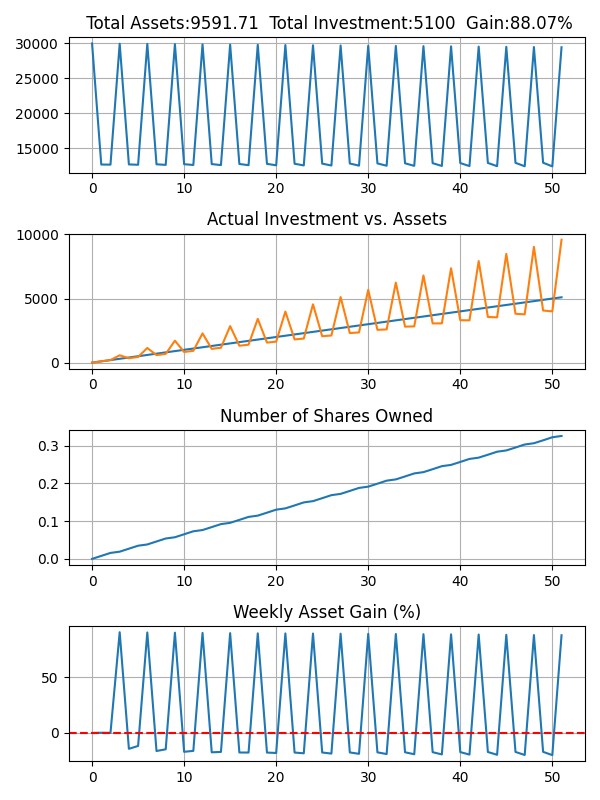 Total Assets:9591.71 Total Investment:5100 Gain:88.07%
30000
25000
20000
15000
0 10 20 30 40 50
Actual Investment vs. Assets
10000
5000
0
0 10 20 30 40 50
Number of Shares Owned
0.3
0.2
0.1
0.0
0 10 20 30 40 50
Weekly Asset Gain (%)
50
0
0 10 20 30 40 50